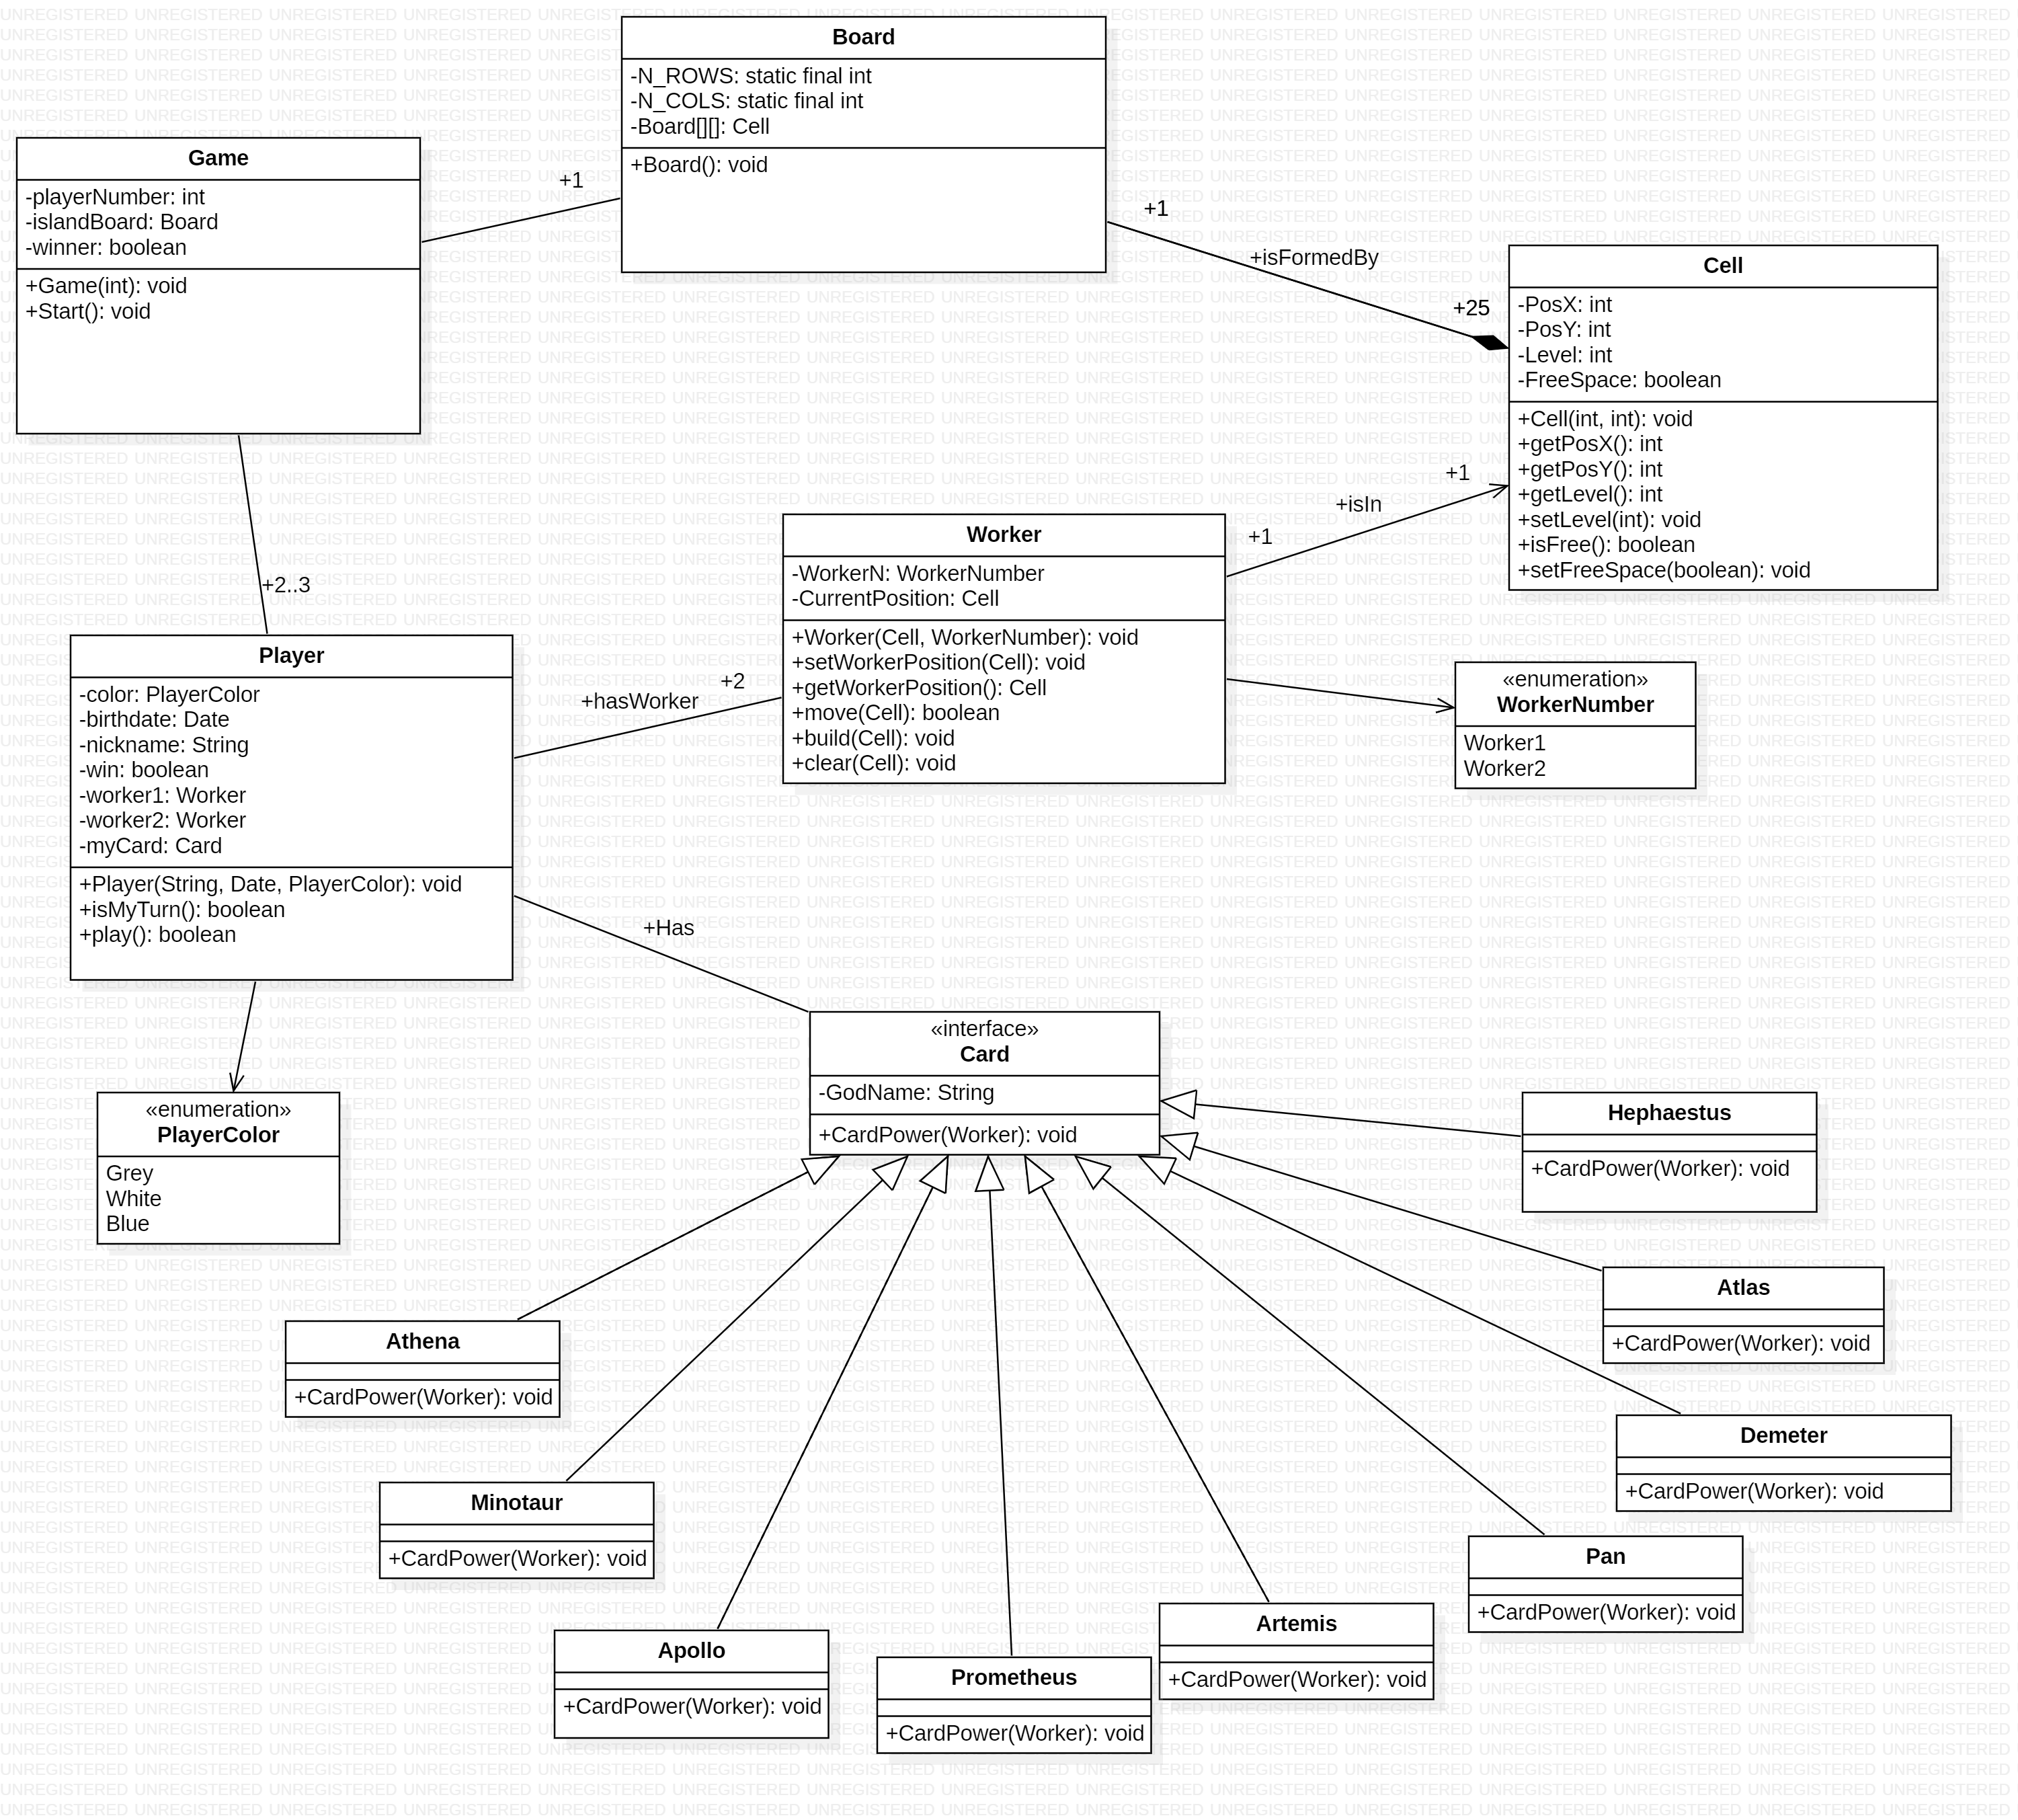 Board
-N_ROWS: static final int
-N_COLS: static final int
-Board[][]: Cell
+Board(): void
Game
-playerNumber: int
-islandBoard: Board
-winner: boolean
+Game(int): void
+Start(): void
+1
+1
+isFormedBy
+25
Cell
-PosX: int
-PosY: int
-Level: int
-FreeSpace: boolean
+Cell(int, int): void
+getPosX(): int
+getPosY(): int
+getLevel(): int
+setLevel(int): void
+isFree(): boolean
+setFreeSpace(boolean): void
+1
+isIn
+1
Worker
-WorkerN: WorkerNumber
-CurrentPosition: Cell
+Worker(Cell, WorkerNumber): void
+setWorkerPosition(Cell): void
+getWorkerPosition(): Cell
+move(Cell): boolean
+build(Cell): void
+clear(Cell): void
+2..3
Player
-color: PlayerColor
-birthdate: Date
-nickname: String
-win: boolean
-worker1: Worker
-worker2: Worker
-myCard: Card
+Player(String, Date, PlayerColor): void
+isMyTurn(): boolean
+play(): boolean
+hasWorker
+2
«enumeration»
WorkerNumber
Worker1
Worker2
+Has
«interface»
Card
-GodName: String
+CardPower(Worker): void
«enumeration»
PlayerColor
Grey
White
Blue
Hephaestus
+CardPower(Worker): void
Atlas
+CardPower(Worker): void
Athena
+CardPower(Worker): void
Demeter
+CardPower(Worker): void
Minotaur
+CardPower(Worker): void
Pan
+CardPower(Worker): void
Artemis
+CardPower(Worker): void
Apollo
+CardPower(Worker): void
Prometheus
+CardPower(Worker): void
UNREGISTERED